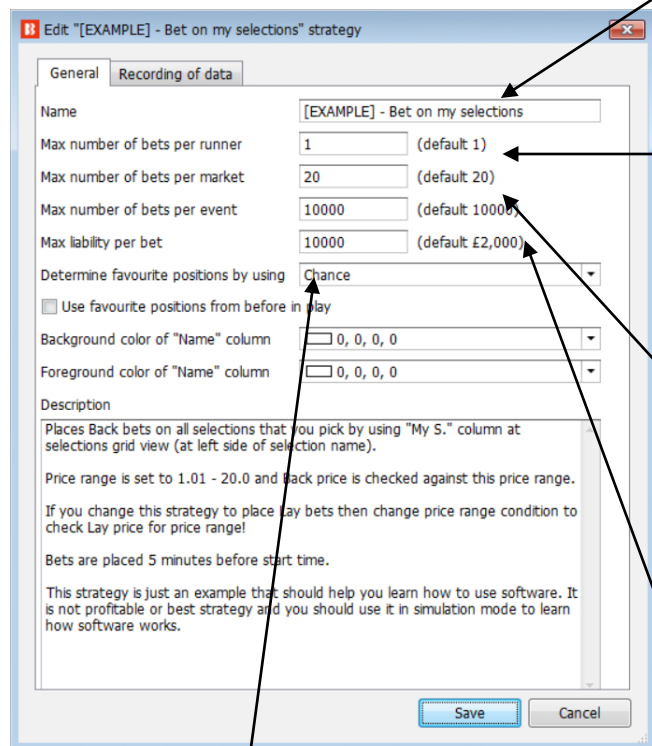 B Edit "[EXAMPLE] - Bet on my selections" strategy
General Recording of data
Name [EXAMPLE] - Bet on my selections
Max number of bets per runner 1 (default 1)
Max number of bets per market 20 (default 20)
Max number of bets per event 10000 (default 10000)
Max liability per bet 10000 (default £2,000)
Determine favourite positions by using Chance
Use favourite positions from before in play
Background color of "Name" column 0, 0, 0, 0
Foreground color of "Name" column 0, 0, 0, 0
Description
Places Back bets on all selections that you pick by using "My S." column at
selections grid view (at left side of selection name).
Price range is set to 1.01 - 20.0 and Back price is checked against this price range.
If you change this strategy to place Lay bets then change price range condition to
check Lay price for price range!
Bets are placed 5 minutes before start time.
This strategy is just an example that should help you learn how to use software. It
is not profitable or best strategy and you should use it in simulation mode to learn
how software works.
Save Cancel